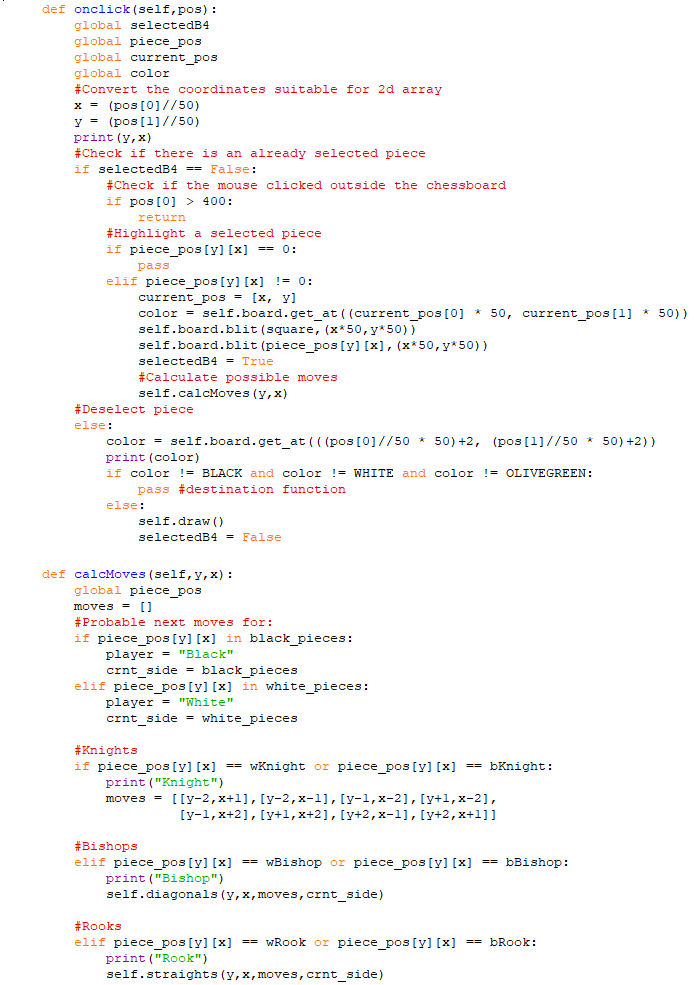 def onclick(self,pos):
    global selectedB4
    global piece_pos
    global current_pos
    global color
    #Convert the coordinates suitable for 2d array
    x = (pos[0]//50)
    y = (pos[1]//50)
    print(y,x)
    #Check if there is an already selected piece
    if selectedB4 == False:
        #Check if the mouse clicked outside the chessboard
        if pos[0] > 400:
            return
        #Highlight a selected piece
        if piece_pos[y][x] == 0:
            pass
        elif piece_pos[y][x] != 0:
            current_pos = [x, y]
            color = self.board.get_at((current_pos[0] * 50, current_pos[1] * 50))
            self.board.blit(square,(x*50,y*50))
            self.board.blit(piece_pos[y][x],(x*50,y*50))
            selectedB4 = True
            #Calculate possible moves
            self.calcMoves(y,x)
    #Deselect piece
    else:
        color = self.board.get_at(((pos[0]//50 * 50)+2, (pos[1]//50 * 50)+2))
        print(color)
        if color != BLACK and color != WHITE and color != OLIVEGREEN:
            pass #destination function
        else:
            self.draw()
            selectedB4 = False

def calcMoves(self,y,x):
    global piece_pos
    moves = []
    #Probable next moves for:
    if piece_pos[y][x] in black_pieces:
        player = "Black"
        crnt_side = black_pieces
    elif piece_pos[y][x] in white_pieces:
        player = "White"
        crnt_side = white_pieces

    #Knights
    if piece_pos[y][x] == wKnight or piece_pos[y][x] == bKnight:
        print("Knight")
        moves = [[y-2,x+1],[y-2,x-1],[y-1,x-2],[y+1,x-2],
                 [y-1,x+2],[y+1,x+2],[y+2,x-1],[y+2,x+1]]

    #Bishops
    elif piece_pos[y][x] == wBishop or piece_pos[y][x] == bBishop:
        print("Bishop")
        self.diagonals(y,x,moves,crnt_side)

    #Rooks
    elif piece_pos[y][x] == wRook or piece_pos[y][x] == bRook:
        print("Rook")
        self.straights(y,x,moves,crnt_side)